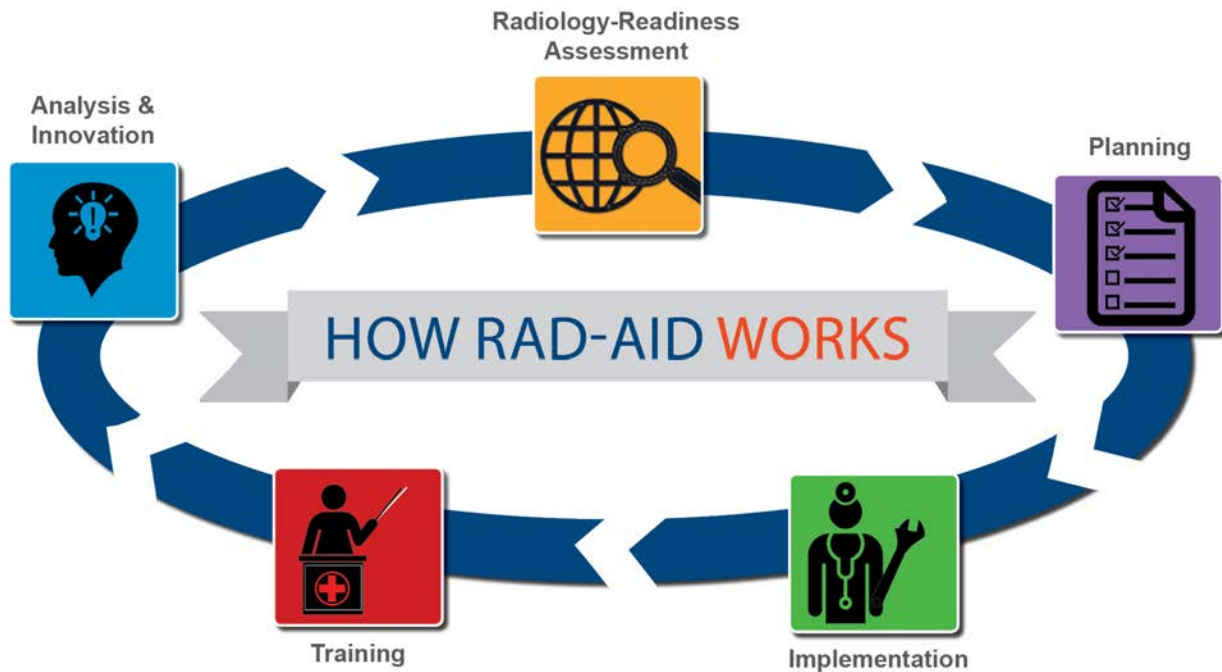 Radiology-Readiness
Assessment
Analysis &
Innovation
Planning
HOW RAD-AID WORKS
Training
Implementation